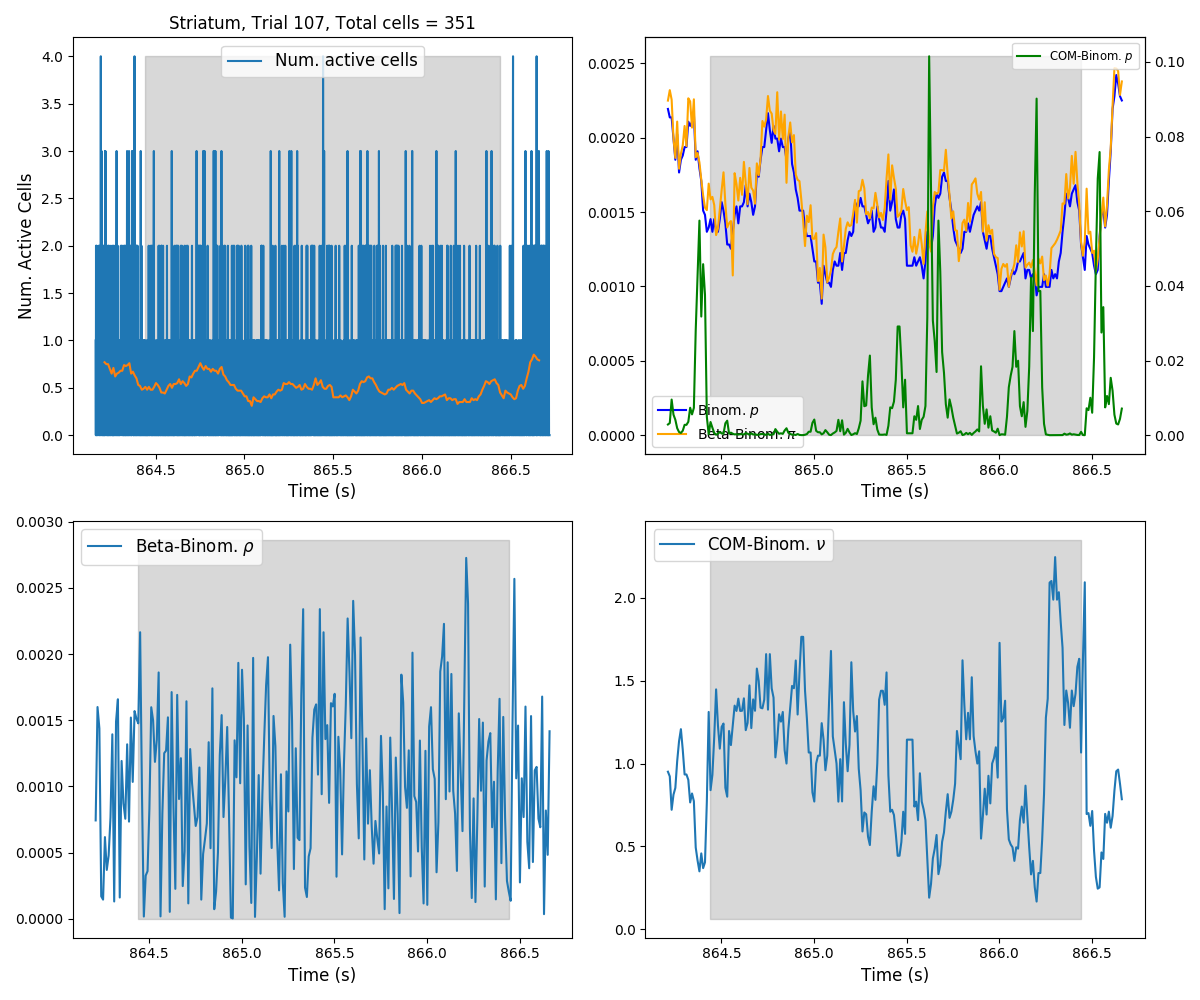 Striatum, Trial 107, Total cells = 351
Num. active cells
4.0
3.5
3.0
2.5
2.0
1.5
1.0
0.5
0.0
Num. Active Cells
864.5 865.0 865.5 866.0 866.5
Time (s)
COM-Binom. p
0.0025
0.0020
0.0015
0.0010
0.0005
0.0000
0.10
0.08
0.06
0.04
0.02
0.00
Binom. p
Beta-Binom. π
864.5 865.0 865.5 866.0 866.5
Time (s)
Beta-Binom. ρ
0.0030
0.0025
0.0020
0.0015
0.0010
0.0005
0.0000
864.5 865.0 865.5 866.0 866.5
Time (s)
COM-Binom. ν
2.0
1.5
1.0
0.5
0.0
864.5 865.0 865.5 866.0 866.5
Time (s)